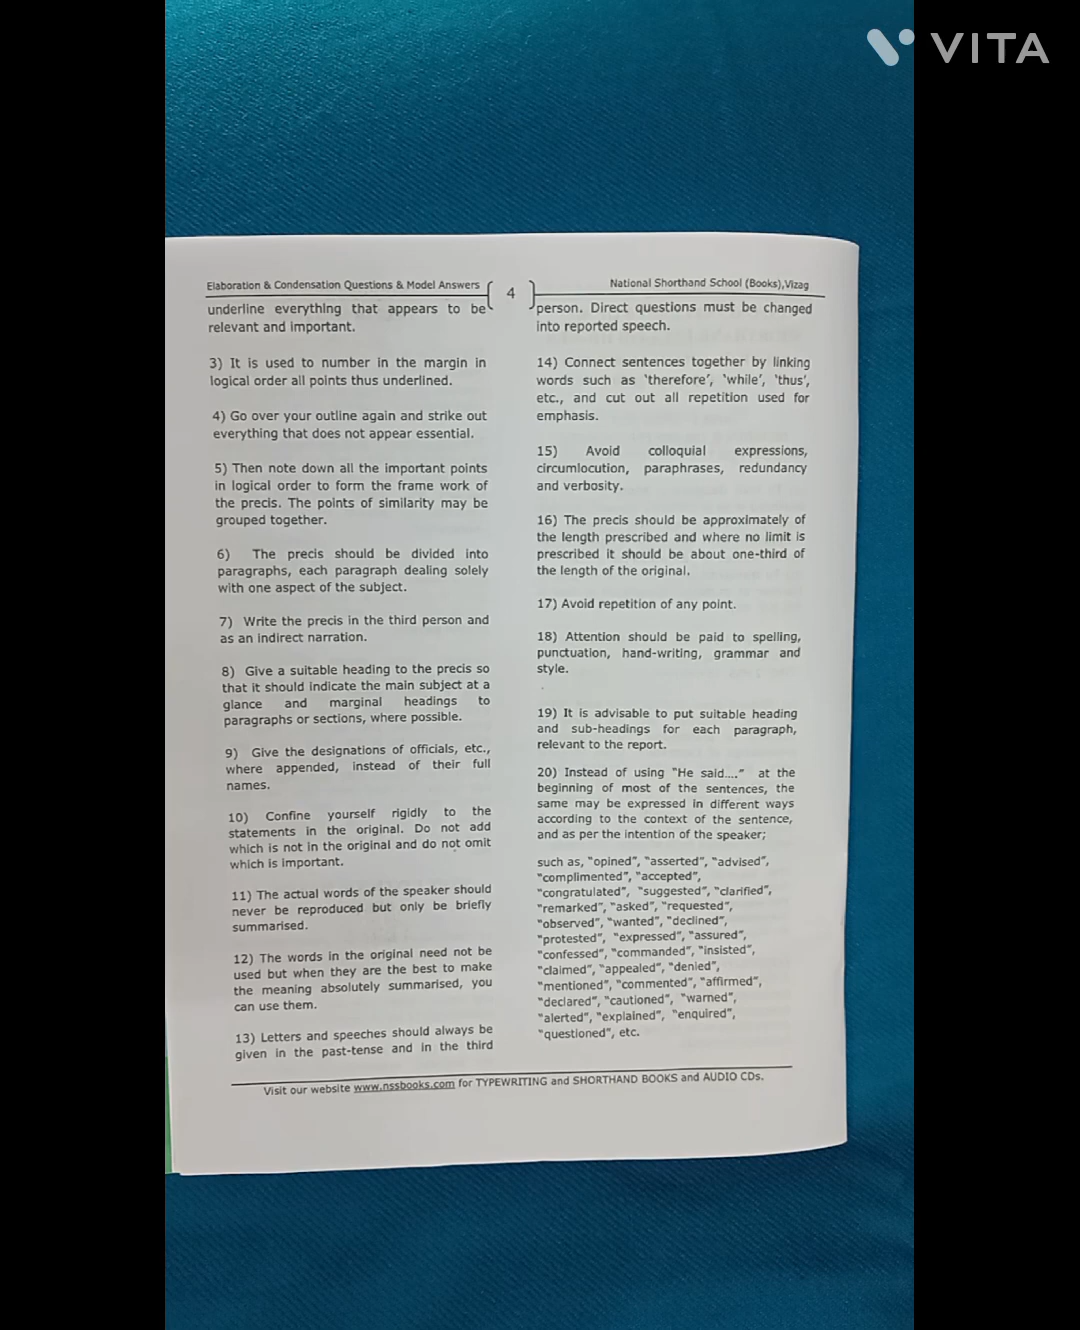 VITA
Elaboration & Condensation Questions & Model Answers
4
National Shorthand School (Books),Vizag
underline everything that appears to be
relevant and important.
3) It is used to number in the margin in
logical order all points thus underlined.
4) Go over your outline again and strike out
everything that does not appear essential.
5) Then note down all the important points
in logical order to form the frame work of
the precis. The points of similarity may be
grouped together.
6) The precis should be divided into
paragraphs, each paragraph dealing solely
with one aspect of the subject.
7) Write the precis in the third person and
as an indirect narration.
8) Give a suitable heading to the precis so
that it should indicate the main subject at a
glance and marginal headings to
paragraphs or sections, where possible.
9) Give the designations of officials, etc.,
where appended, instead of their full
names.
10) Confine yourself rigidly to the
statements in the original. Do not add
which is not in the original and do not omit
which is important.
11) The actual words of the speaker should
never be reproduced but only be briefly
summarised.
12) The words in the original need not be
used but when they are the best to make
the meaning absolutely summarised, you
can use them.
13) Letters and speeches should always be
given in the past-tense and in the third
person. Direct questions must be changed
into reported speech.
14) Connect sentences together by linking
words such as ‘therefore’, ‘while’, ‘thus’,
etc., and cut out all repetition used for
emphasis.
15) Avoid colloquial expressions,
circumlocution, paraphrases, redundancy
and verbosity.
16) The precis should be approximately of
the length prescribed and where no limit is
prescribed it should be about one-third of
the length of the original.
17) Avoid repetition of any point.
18) Attention should be paid to spelling,
punctuation, hand-writing, grammar and
style.
19) It is advisable to put suitable heading
and sub-headings for each paragraph,
relevant to the report.
20) Instead of using “He said....” at the
beginning of most of the sentences, the
same may be expressed in different ways
according to the context of the sentence,
and as per the intention of the speaker;
such as, “opined”, “asserted”, “advised”,
“complimented”, “accepted”,
“congratulated”, “suggested”, “clarified”,
“remarked”, “asked”, “requested”,
“observed”, “wanted”, “declined”,
“protested”, “expressed”, “assured”,
“confessed”, “commanded”, “insisted”,
“claimed”, “appealed”, “denied”,
“mentioned”, “commented”, “affirmed”,
“declared”, “cautioned”, “warned”,
“alerted”, “explained”, “enquired”,
“questioned”, etc.
Visit our website www.nssbooks.com for TYPEWRITING and SHORTHAND BOOKS and AUDIO CDs.